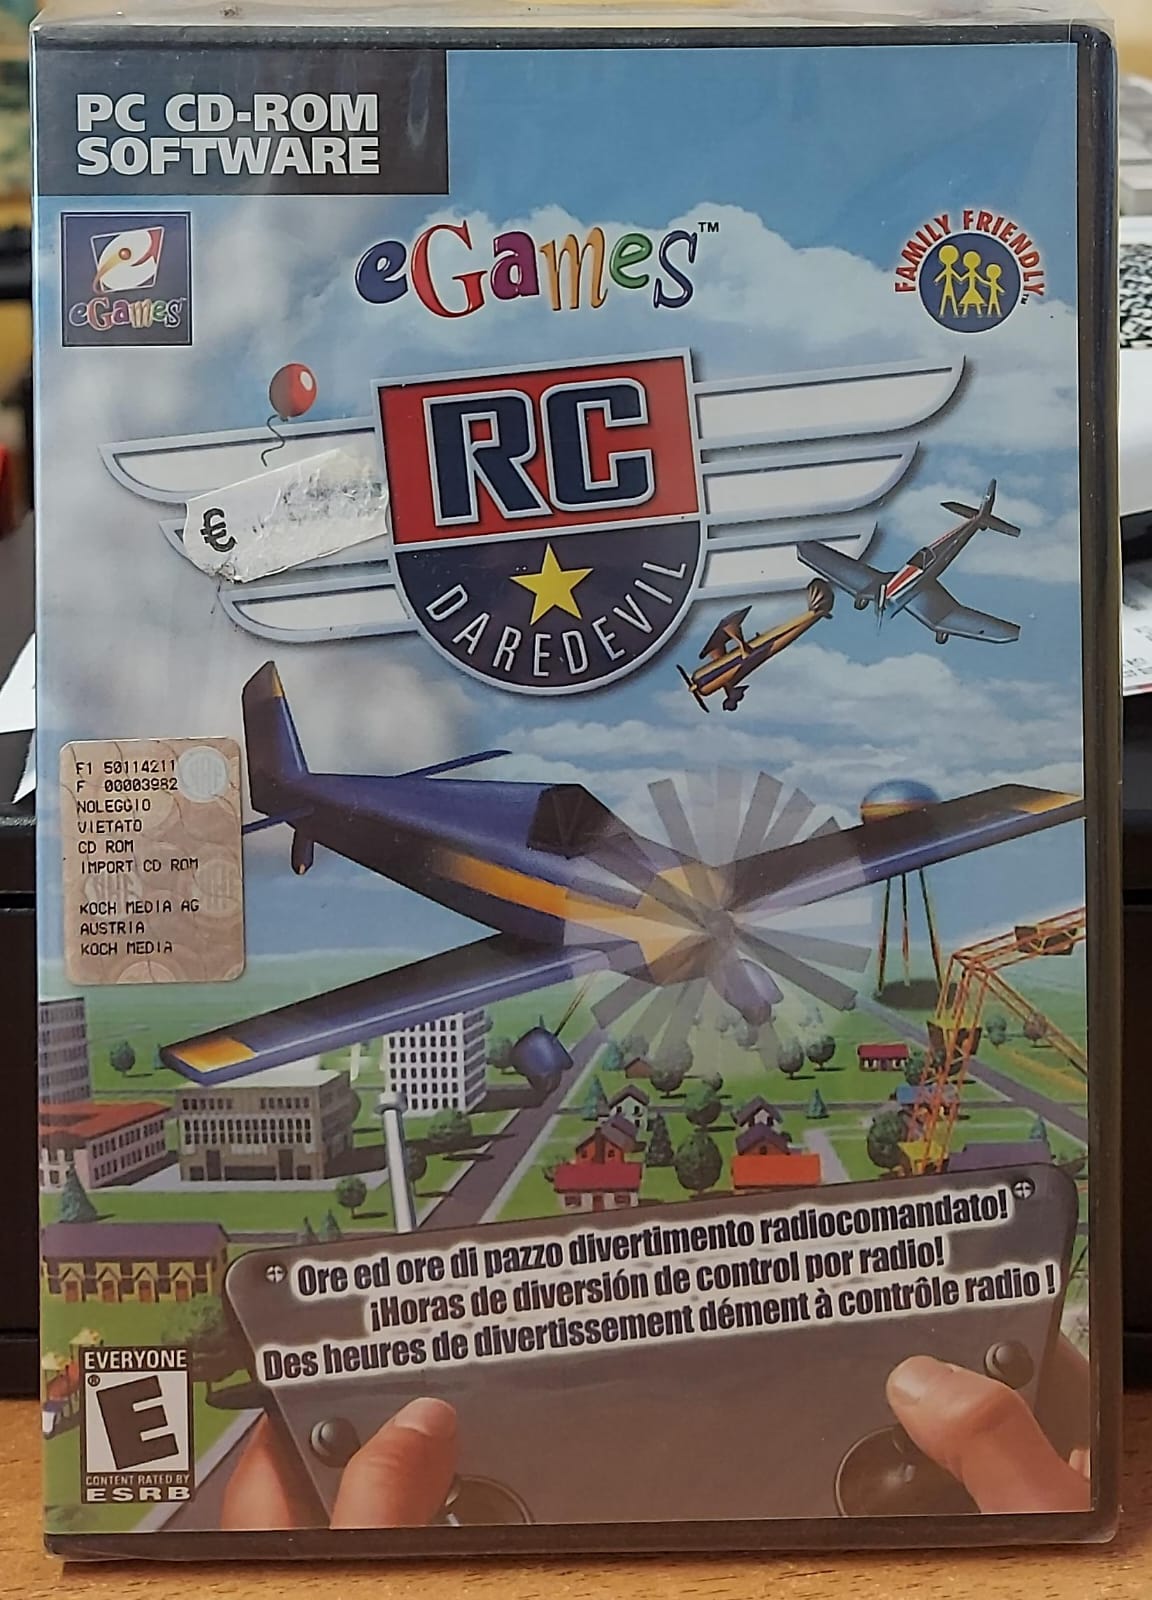 PC CD-ROM
SOFTWARE
eGames
eGames™
FAMILY FRIENDLY™
RC
€
DAREDEVIL
F1 50114211
F 00003982
NOLEGGIO
VIETATO
CD ROM
IMPORT CD ROM
KOCH MEDIA AG
AUSTRIA
KOCH MEDIA
Ore ed ore di pazzo divertimento radiocomandato!
¡Horas de diversión de control por radio!
Des heures de divertissement dément à contrôle radio !
EVERYONE
E®
CONTENT RATED BY
ESRB